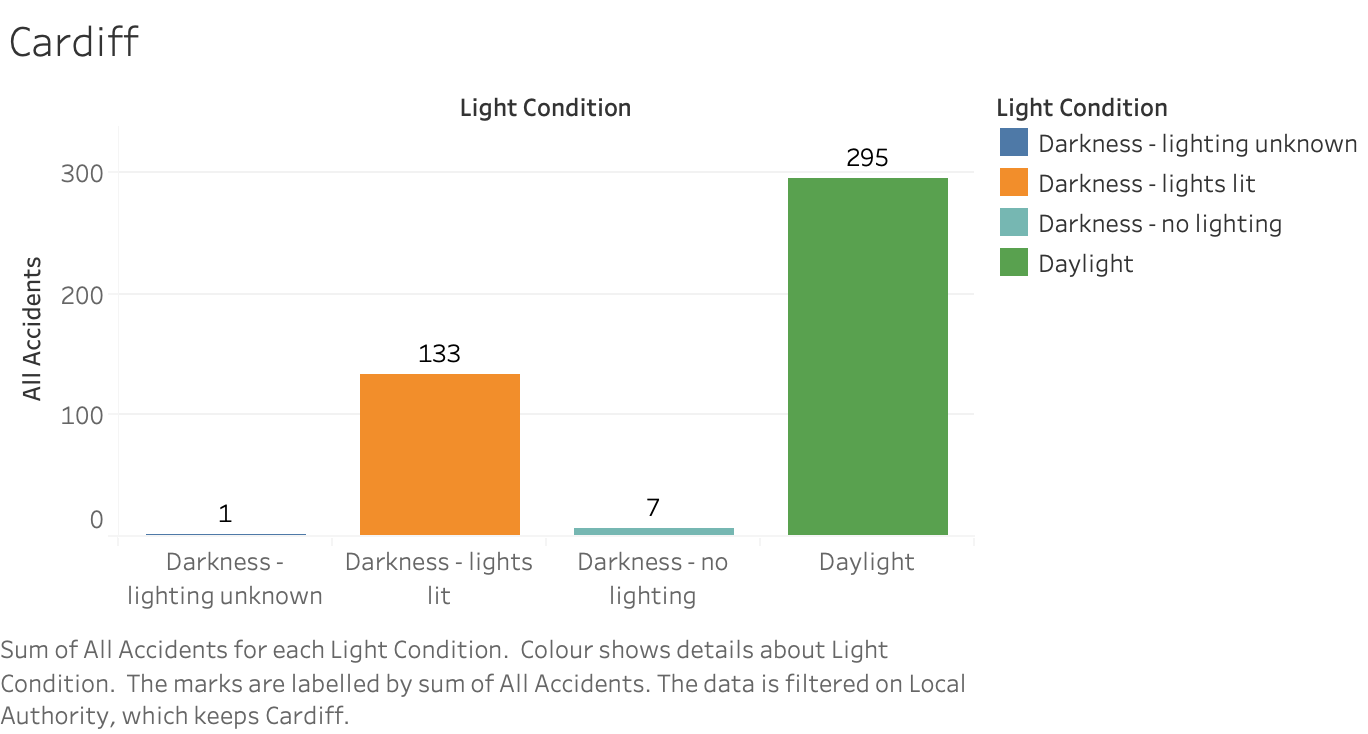 Cardiff
Light Condition
Light Condition
Darkness - lighting unknown
Darkness - lights lit
Darkness - no lighting
Daylight
All Accidents
300
200
100
0
1
133
7
295
Darkness -
lighting unknown
Darkness - lights
lit
Darkness - no
lighting
Daylight
Sum of All Accidents for each Light Condition.  Colour shows details about Light
Condition.  The marks are labelled by sum of All Accidents. The data is filtered on Local
Authority, which keeps Cardiff.